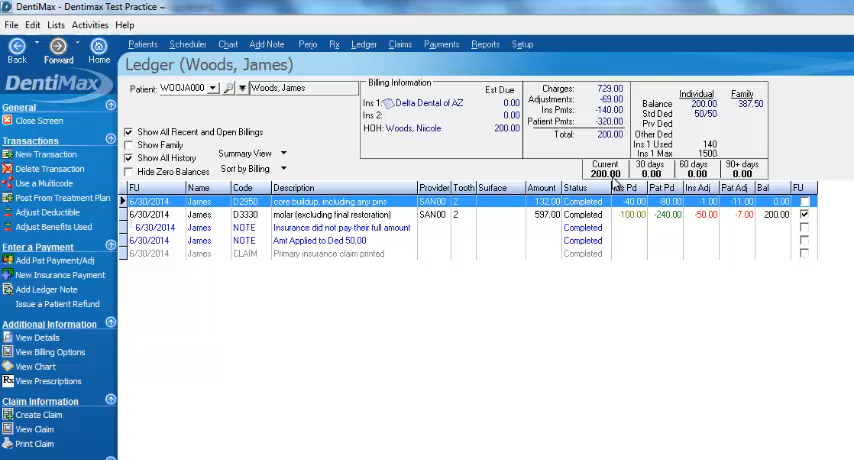 DentiMax - Dentimax Test Practice -
File Edit Lists Activities Help
Back Forward Home
Patients Scheduler Chart Add Note Perio Rx Ledger Claims Payments Reports Setup
DentiMax
Ledger (Woods, James)
Patient: WOOJA000 Woods, James
Billing Information
Est Due
Ins 1: Delta Dental of AZ 0.00
Ins 2: 0.00
HOH: Woods, Niicole 200.00
Charges: 729.00
Adjustments: -69.00
Ins Pmts: -140.00
Patient Pmts: -320.00
Total: 200.00
Individual Family
Balance 200.00 387.50
Std Ded 50/50
Prv Ded
Other Ded
Ins 1 Used 140
Ins 1 Max 1500
Current 30 days 60 days 90+ days
200.00 0.00 0.00 0.00
Show All Recent and Open Billings
Show Family
Show All History
Hide Zero Balances
Summary View
Sort by Billing
General
Close Screen
Transactions
New Transaction
Delete Transaction
Use a Multicode
Post From Treatment Plan
Adjust Deductible
Adjust Benefits Used
Enter a Payment
Add Pat Payment/Adj
New Insurance Payment
Add Ledger Note
Issue a Patient Refund
Additional Information
View Details
View Billing Options
View Chart
Rx View Prescriptions
Claim Information
Create Claim
View Claim
Print Claim
FU Name Code Description Provider Tooth Surface Amount Status Ins Pd Pat Pd Ins Adj Pat Adj Bal FU
6/30/2014 James D2950 core buildup, including any pins SAN00 2 132.00 Completed -40.00 -80.00 -1.00 -11.00 0.00
6/30/2014 James D3330 molar (excluding final restoration) SAN00 2 597.00 Completed -100.00 -240.00 -50.00 -7.00 200.00
6/30/2014 James NOTE Insurance did not pay their full amount Completed
6/30/2014 James NOTE Amt Applied to Ded 50.00 Completed
6/30/2014 James CLAIM Primary insurance claim printed Completed